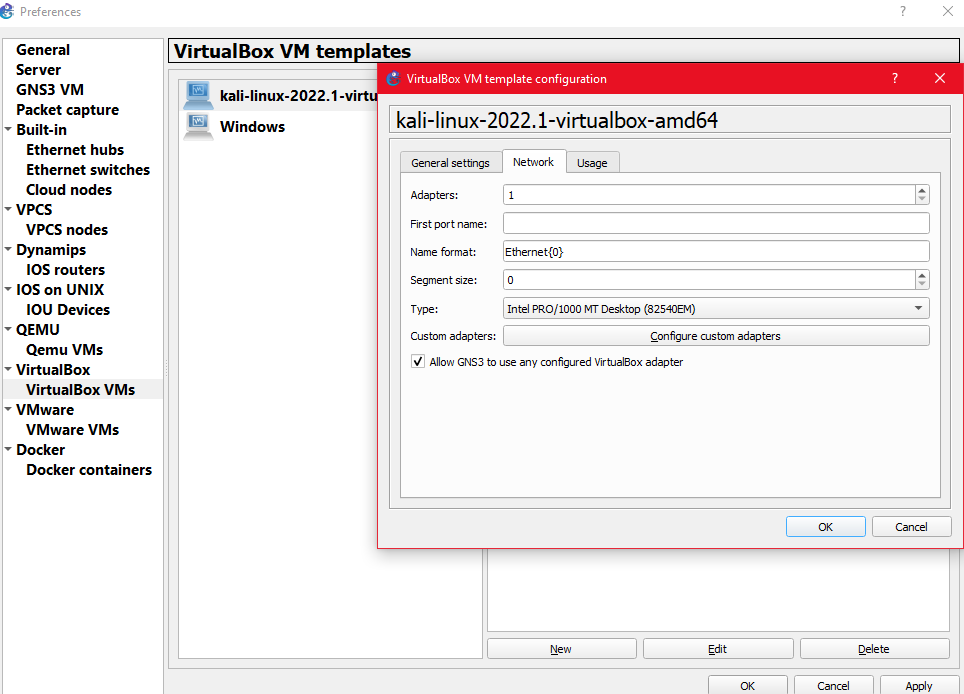 Preferences
?
General
Server
GNS3 VM
Packet capture
Built-in
Ethernet hubs
Ethernet switches
Cloud nodes
VPCS
VPCS nodes
Dynamips
IOS routers
IOS on UNIX
IOU Devices
QEMU
Qemu VMs
VirtualBox
VirtualBox VMs
VMware
VMware VMs
Docker
Docker containers
VirtualBox VM templates
kali-linux-2022.1-virtu
Windows
VirtualBox VM template configuration
?
kali-linux-2022.1-virtualbox-amd64
General settings Network Usage
Adapters: 1
First port name:
Name format: Ethernet{0}
Segment size: 0
Type: Intel PRO/1000 MT Desktop (82540EM)
Custom adapters: Configure custom adapters
Allow GNS3 to use any configured VirtualBox adapter
OK Cancel
New Edit Delete
OK Cancel Apply